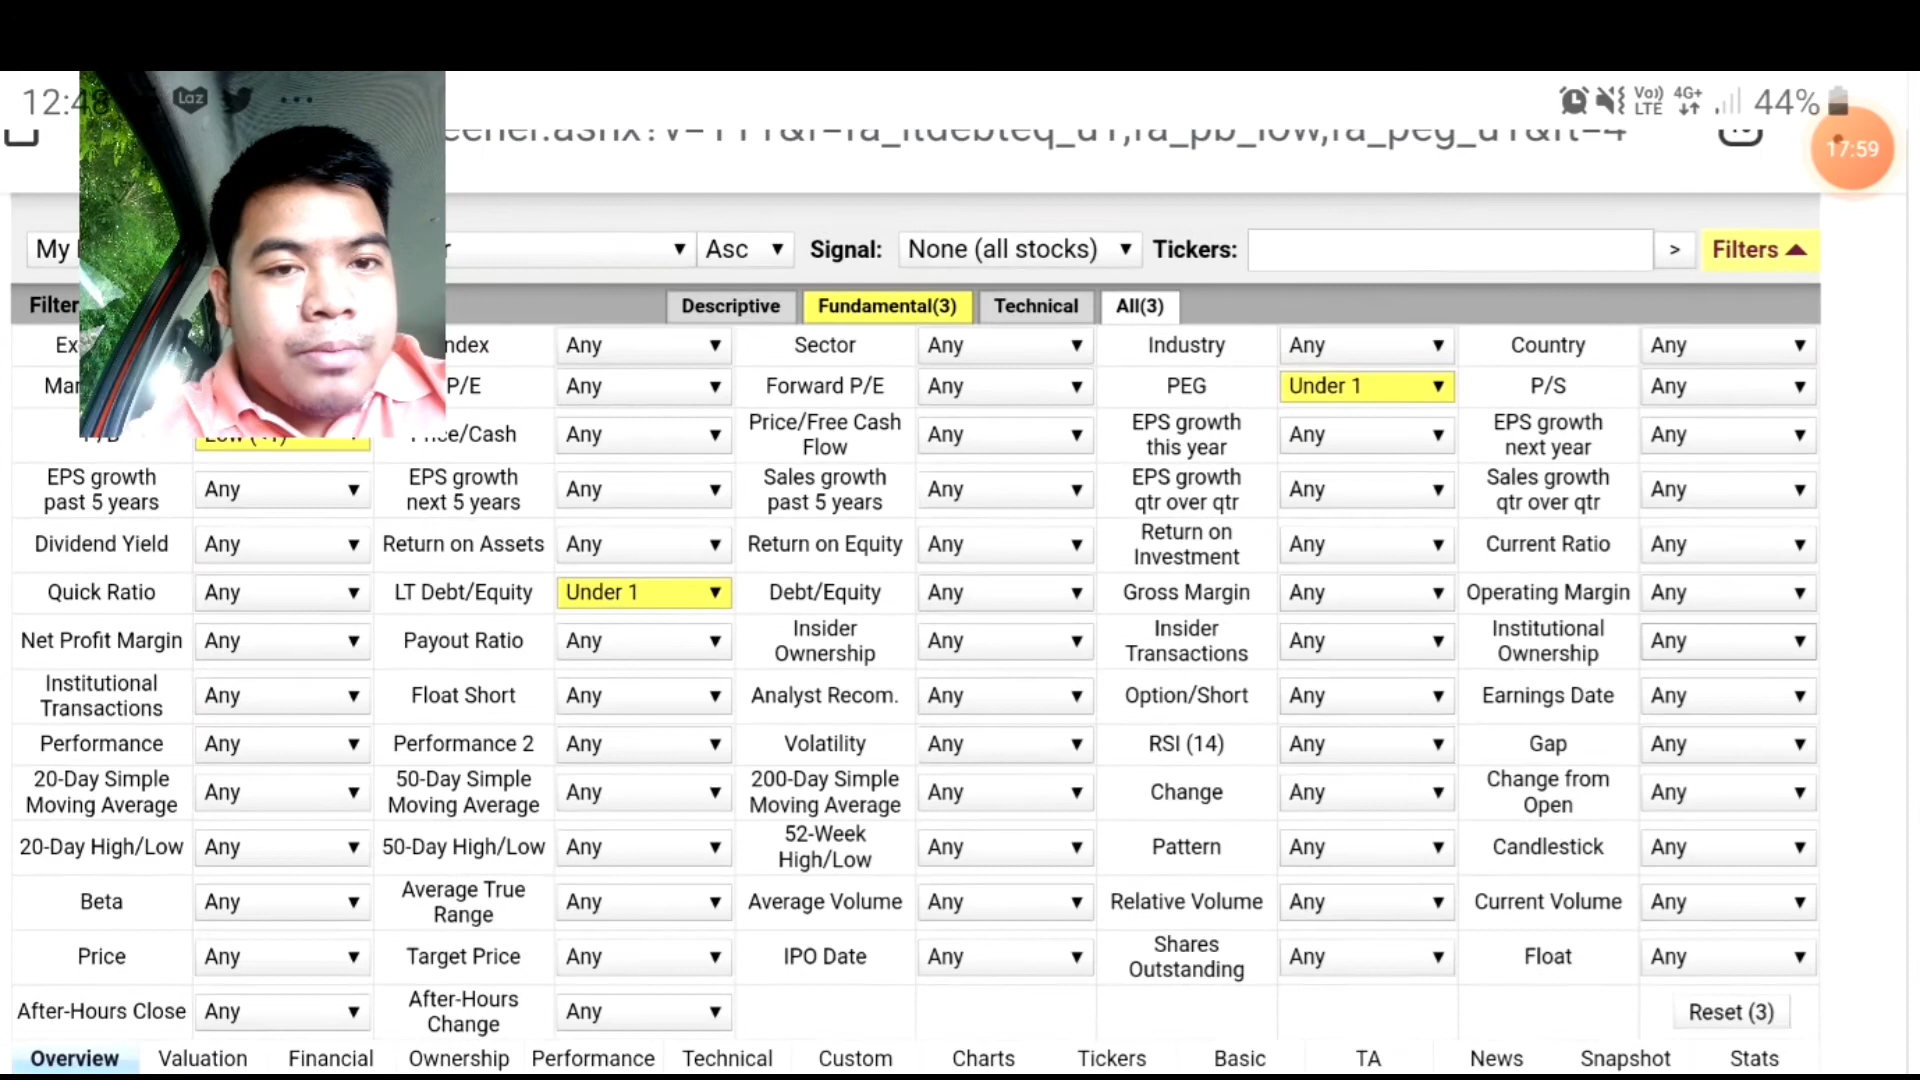 12:48 Laz ... Vo)) LTE 4G+ 44%
17:59
My Asc Signal: None (all stocks) Tickers: > Filters
Descriptive Fundamental(3) Technical All(3)
Any Sector Any Industry Any Country Any
P/E Any Forward P/E Any PEG Under 1 P/S Any
Any Price/Free Cash Flow Any EPS growth this year Any EPS growth next year Any
EPS growth past 5 years Any EPS growth next 5 years Any Sales growth past 5 years Any EPS growth qtr over qtr Any Sales growth qtr over qtr Any
Dividend Yield Any Return on Assets Any Return on Equity Any Return on Investment Any Current Ratio Any
Quick Ratio Any LT Debt/Equity Under 1 Debt/Equity Any Gross Margin Any Operating Margin Any
Net Profit Margin Any Payout Ratio Any Insider Ownership Any Insider Transactions Any Institutional Ownership Any
Institutional Transactions Any Float Short Any Analyst Recom. Any Option/Short Any Earnings Date Any
Performance Any Performance 2 Any Volatility Any RSI (14) Any Gap Any
20-Day Simple Moving Average Any 50-Day Simple Moving Average Any 200-Day Simple Moving Average Any Change Any Change from Open Any
20-Day High/Low Any 50-Day High/Low Any 52-Week High/Low Any Pattern Any Candlestick Any
Beta Any Average True Range Any Average Volume Any Relative Volume Any Current Volume Any
Price Any Target Price Any IPO Date Any Shares Outstanding Any Float Any
After-Hours Close Any After-Hours Change Any Reset (3)
Overview Valuation Financial Ownership Performance Technical Custom Charts Tickers Basic TA News Snapshot Stats